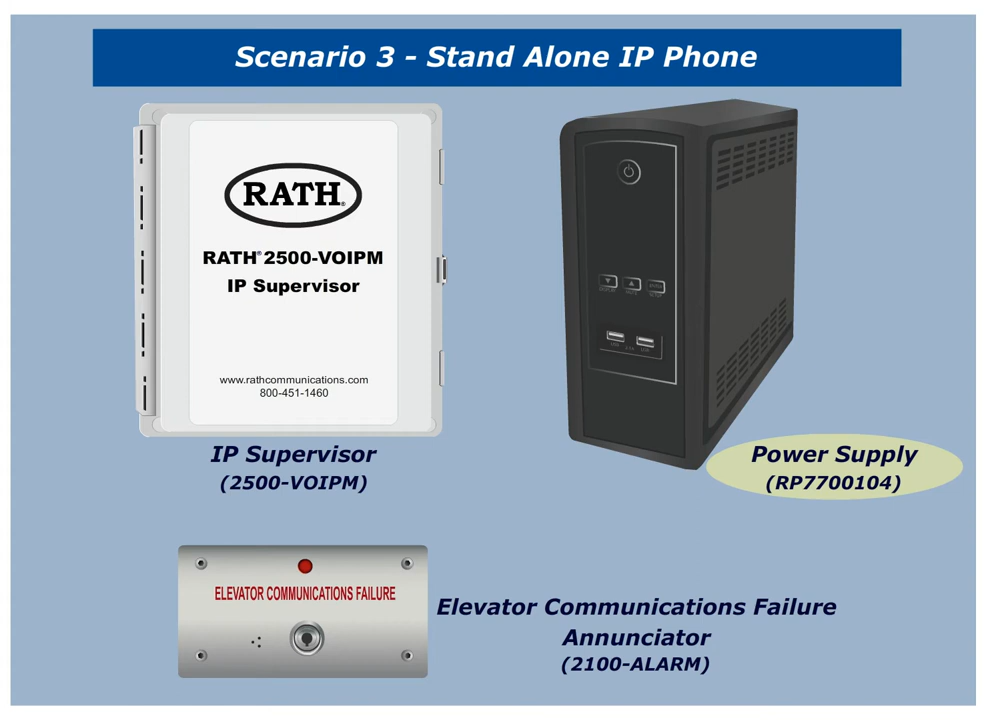 Scenario 3 - Stand Alone IP Phone
RATH®
RATH® 2500-VOIPM
IP Supervisor
www.rathcommunications.com
800-451-1460
IP Supervisor
(2500-VOIPM)
Power Supply
(RP7700104)
ELEVATOR COMMUNICATIONS FAILURE
Elevator Communications Failure
Annunciator
(2100-ALARM)